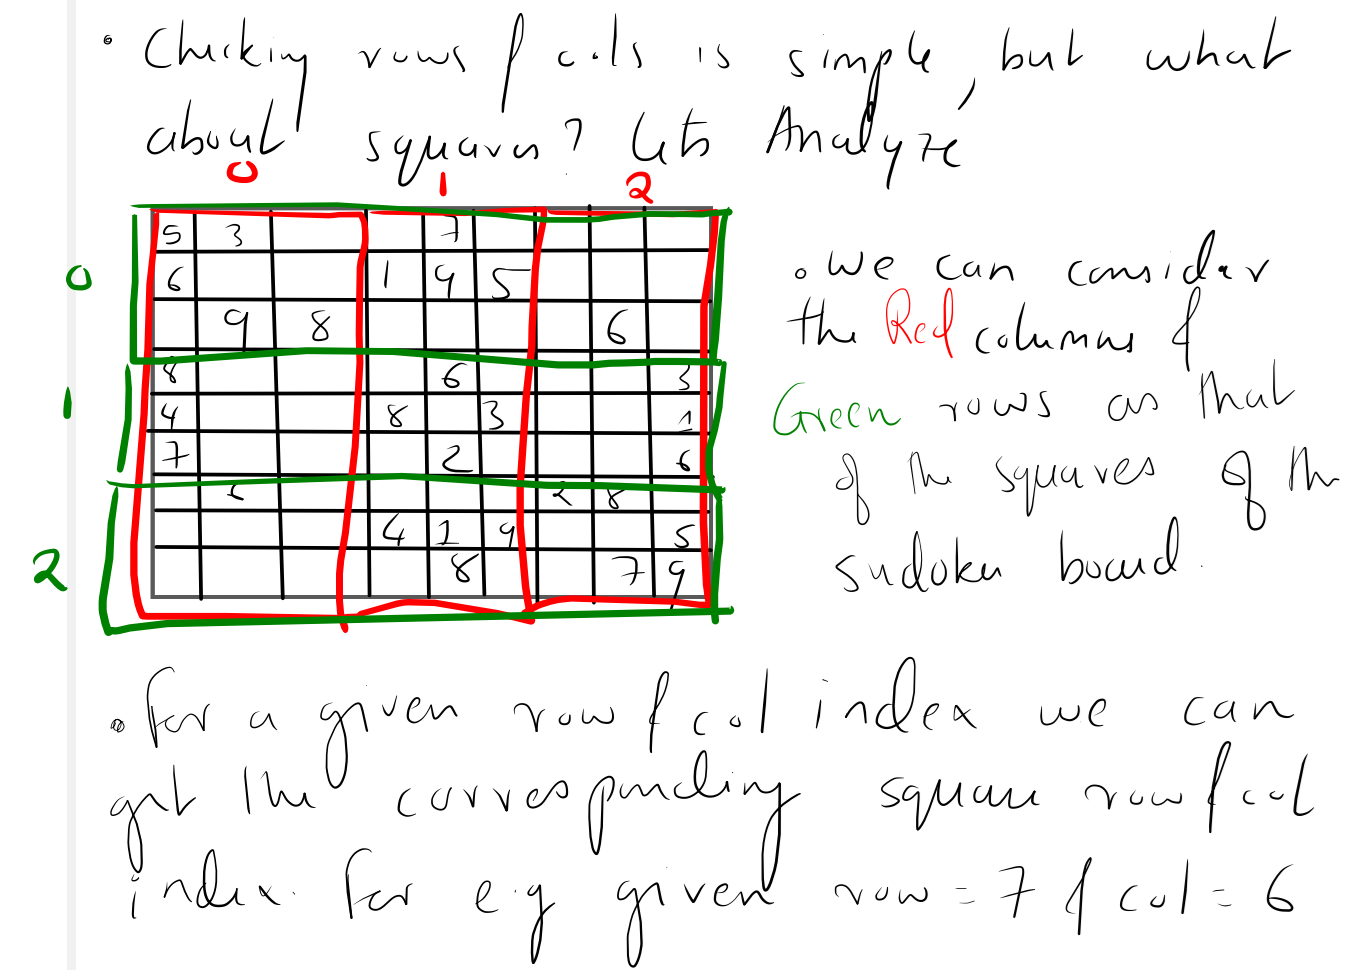 • Checking rows & cols is simple, but what
about squares? Lets Analyze
0 1 2
5 3 7
0
6 1 9 5
9 8 6
8 6 3
1
4 8 3 1
7 2 6
6 2 8
4 1 9 5
2
8 7 9
• we can consider
the Red columns &
Green rows as that
of the squares of the
sudoku board.
• For a given row & col index we can
get the corresponding square row & col
index. For e.g given row = 7 & col = 6